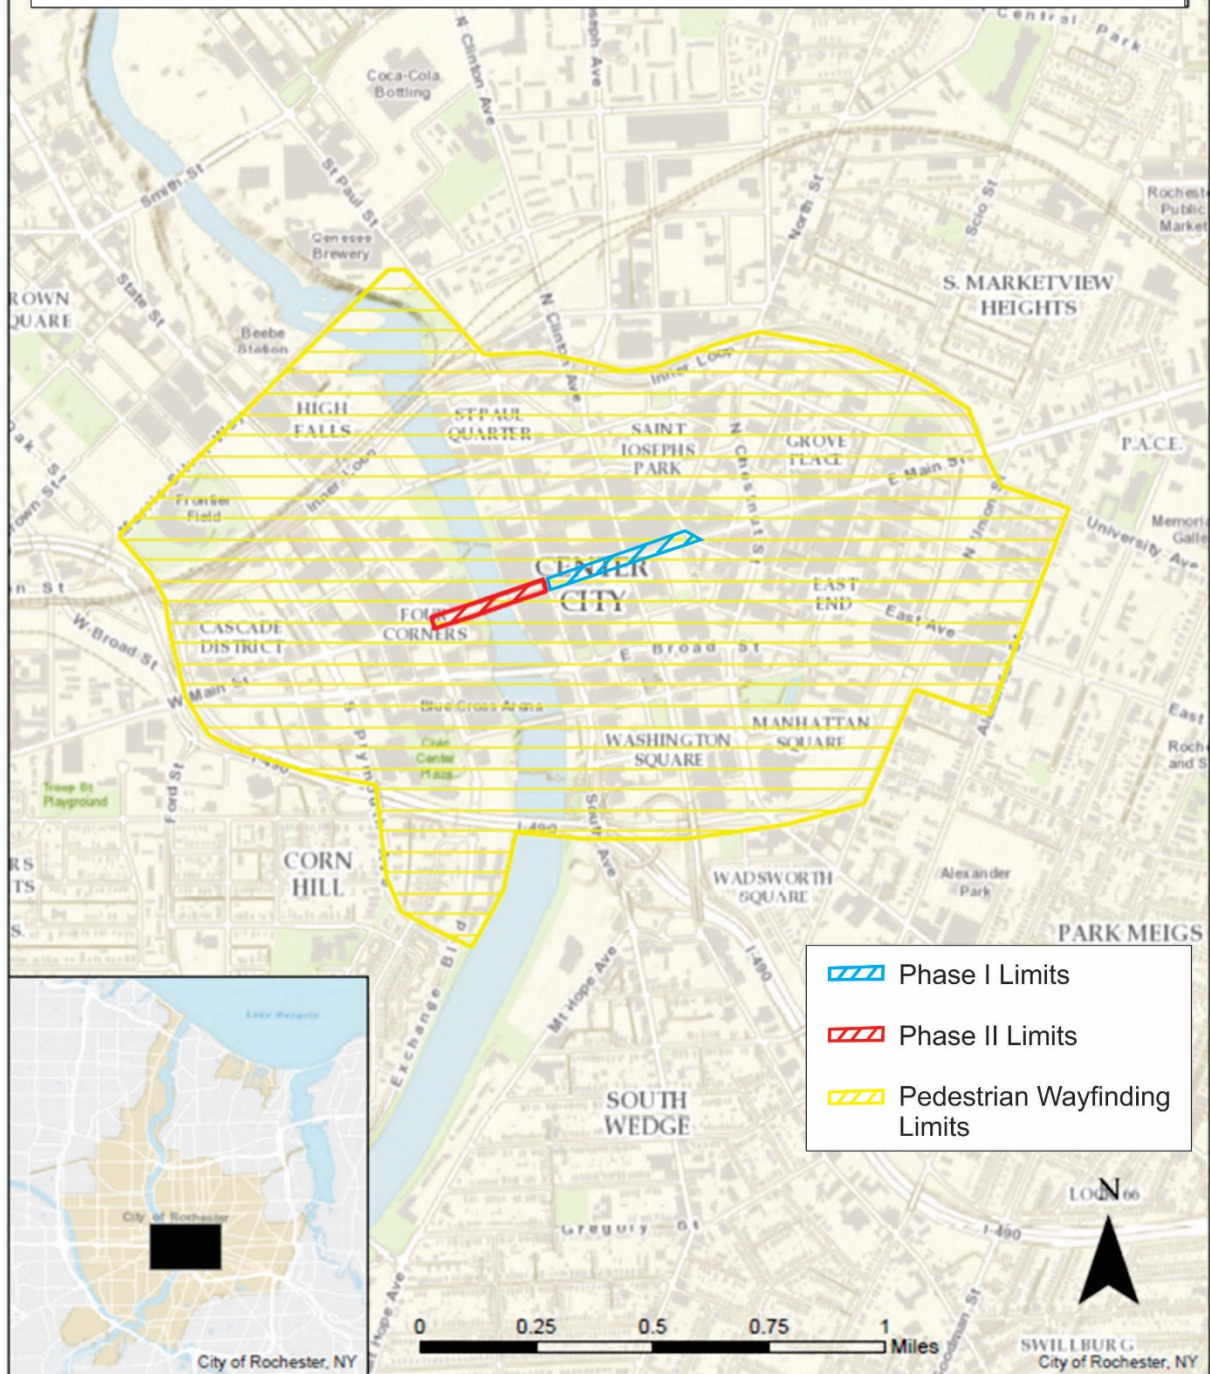 Central Park
N Clinton Ave
Coca-Cola
Bottling
Smith St
St Paul St
North St
Scio St
Public
Market
Genesee
Brewery
State St
S. MARKETVIEW
HEIGHTS
Beebe
Station
N Clinton Ave
Inner Loop
HIGH
FALLS
ST PAUL
QUARTER
SAINT
JOSEPHS
PARK
N Chestnut St
GROVE
PLACE
P.A.C.E.
Oak St
E Main St
Inner Loop
Frontier
Field
N Union St
University Ave
CENTER
CITY
FOUR
CORNERS
EAST
END
East Ave
CASCADE
DISTRICT
W Broad St
E Broad St
W Main St
Blue Cross Arena
MANHATTAN
SQUARE
WASHINGTON
SQUARE
Civic
Center
Plaza
East
I-490
Troup St
Playground
Ford St
South Ave
I-490
CORN
HILL
WADSWORTH
SQUARE
Alexander
Park
PARK MEIGS
I-490
Mt Hope Ave
Exchange Blvd
Phase I Limits
Phase II Limits
Pedestrian Wayfinding
Limits
Lake Ontario
City of Rochester
City of Rochester, NY
SOUTH
WEDGE
Gregory St
N
I-490
0 0.25 0.5 0.75 1
Miles
SWILLBURG
City of Rochester, NY